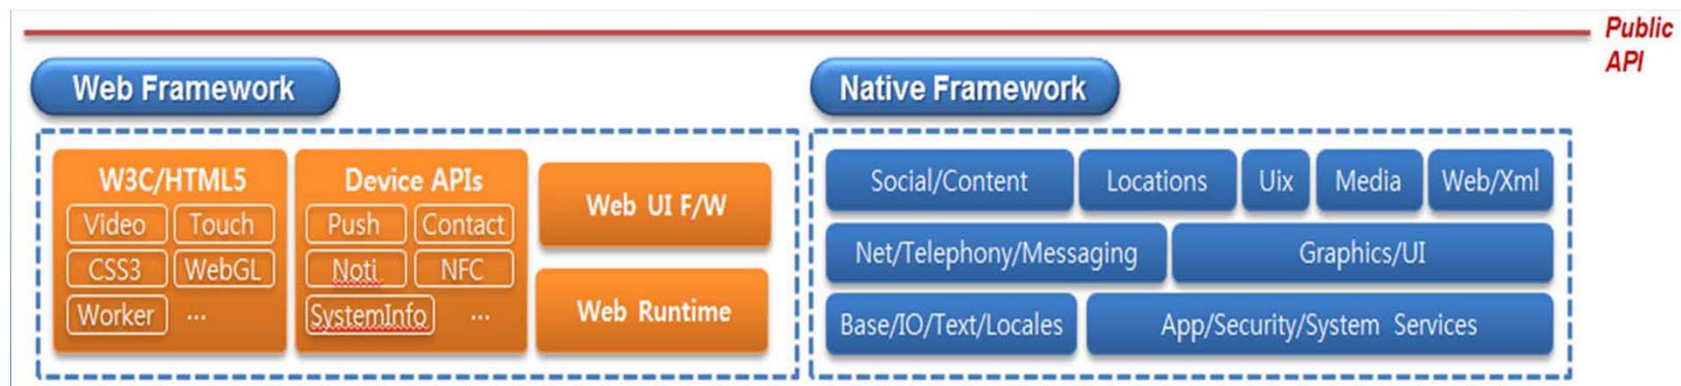 Public
API
Web Framework
W3C/HTML5
Video Touch
CSS3 WebGL
Worker ...
Device APIs
Push Contact
Noti NFC
SystemInfo ...
Web UI F/W
Web Runtime
Native Framework
Social/Content Locations Uix Media Web/Xml
Net/Telephony/Messaging Graphics/UI
Base/IO/Text/Locales App/Security/System Services